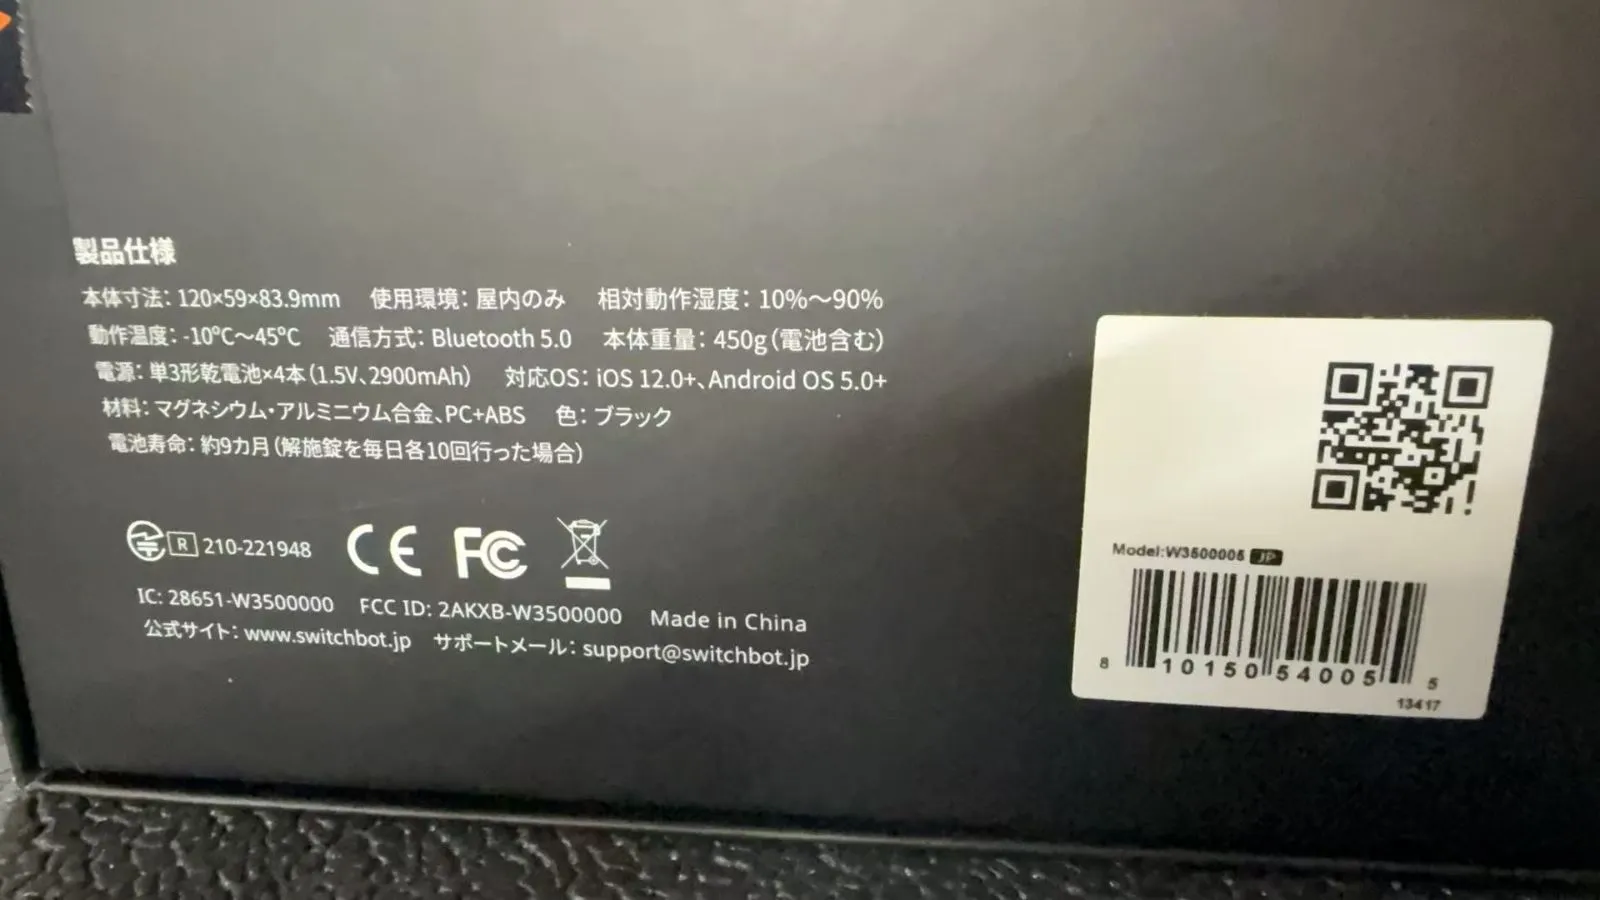 製品仕様
本体寸法：120×59×83.9mm 使用環境：屋内のみ 相対動作湿度：10%～90%
動作温度：-10℃～45℃ 通信方式：Bluetooth 5.0 本体重量：450g（電池含む）
電源：単3形乾電池×4本（1.5V、2900mAh） 対応OS：iOS 12.0+、Android OS 5.0+
材料：マグネシウム・アルミニウム合金、PC+ABS 色：ブラック
電池寿命：約9カ月（解施錠を毎日各10回行った場合）
R 210-221948 CE FC
IC: 28651-W3500000 FCC ID: 2AKXB-W3500000 Made in China
公式サイト：www.switchbot.jp サポートメール：support@switchbot.jp
Model:W3500005 JP
8 10150 54005 5
13417